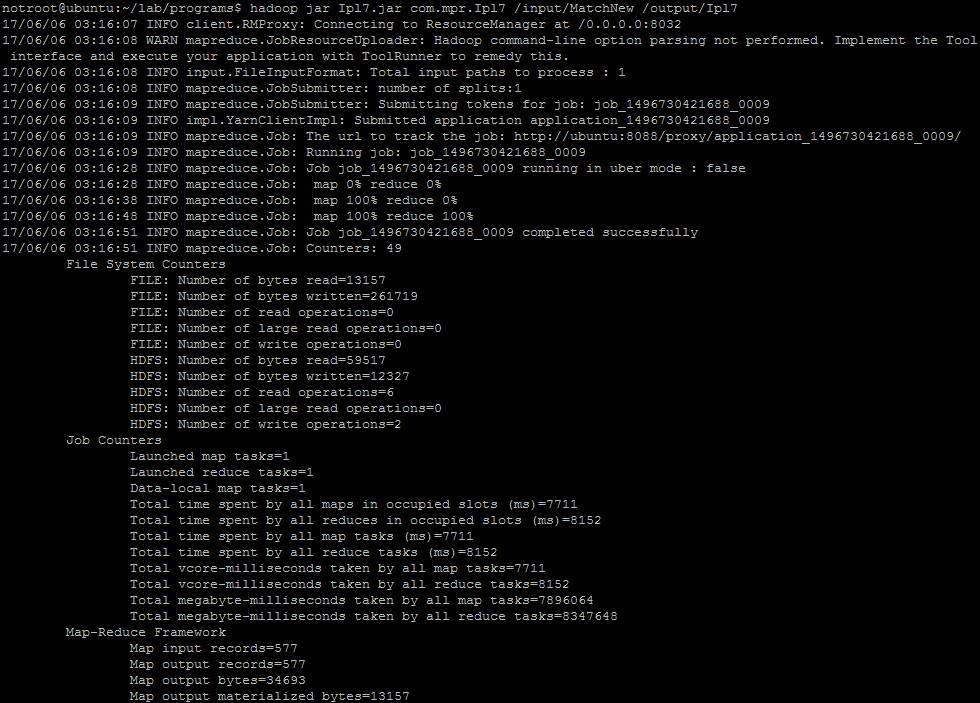 notroot@ubuntu:~/lab/programs$ hadoop jar Ipl7.jar com.mpr.Ipl7 /input/MatchNew /output/Ipl7
17/06/06 03:16:07 INFO client.RMProxy: Connecting to ResourceManager at /0.0.0.0:8032
17/06/06 03:16:08 WARN mapreduce.JobResourceUploader: Hadoop command-line option parsing not performed. Implement the Tool
 interface and execute your application with ToolRunner to remedy this.
17/06/06 03:16:08 INFO input.FileInputFormat: Total input paths to process : 1
17/06/06 03:16:08 INFO mapreduce.JobSubmitter: number of splits:1
17/06/06 03:16:09 INFO mapreduce.JobSubmitter: Submitting tokens for job: job_1496730421688_0009
17/06/06 03:16:09 INFO impl.YarnClientImpl: Submitted application application_1496730421688_0009
17/06/06 03:16:09 INFO mapreduce.Job: The url to track the job: http://ubuntu:8088/proxy/application_1496730421688_0009/
17/06/06 03:16:09 INFO mapreduce.Job: Running job: job_1496730421688_0009
17/06/06 03:16:28 INFO mapreduce.Job: Job job_1496730421688_0009 running in uber mode : false
17/06/06 03:16:28 INFO mapreduce.Job:  map 0% reduce 0%
17/06/06 03:16:38 INFO mapreduce.Job:  map 100% reduce 0%
17/06/06 03:16:48 INFO mapreduce.Job:  map 100% reduce 100%
17/06/06 03:16:51 INFO mapreduce.Job: Job job_1496730421688_0009 completed successfully
17/06/06 03:16:51 INFO mapreduce.Job: Counters: 49
File System Counters
FILE: Number of bytes read=13157
FILE: Number of bytes written=261719
FILE: Number of read operations=0
FILE: Number of large read operations=0
FILE: Number of write operations=0
HDFS: Number of bytes read=59517
HDFS: Number of bytes written=12327
HDFS: Number of read operations=6
HDFS: Number of large read operations=0
HDFS: Number of write operations=2
Job Counters
Launched map tasks=1
Launched reduce tasks=1
Data-local map tasks=1
Total time spent by all maps in occupied slots (ms)=7711
Total time spent by all reduces in occupied slots (ms)=8152
Total time spent by all map tasks (ms)=7711
Total time spent by all reduce tasks (ms)=8152
Total vcore-milliseconds taken by all map tasks=7711
Total vcore-milliseconds taken by all reduce tasks=8152
Total megabyte-milliseconds taken by all map tasks=7896064
Total megabyte-milliseconds taken by all reduce tasks=8347648
Map-Reduce Framework
Map input records=577
Map output records=577
Map output bytes=34693
Map output materialized bytes=13157